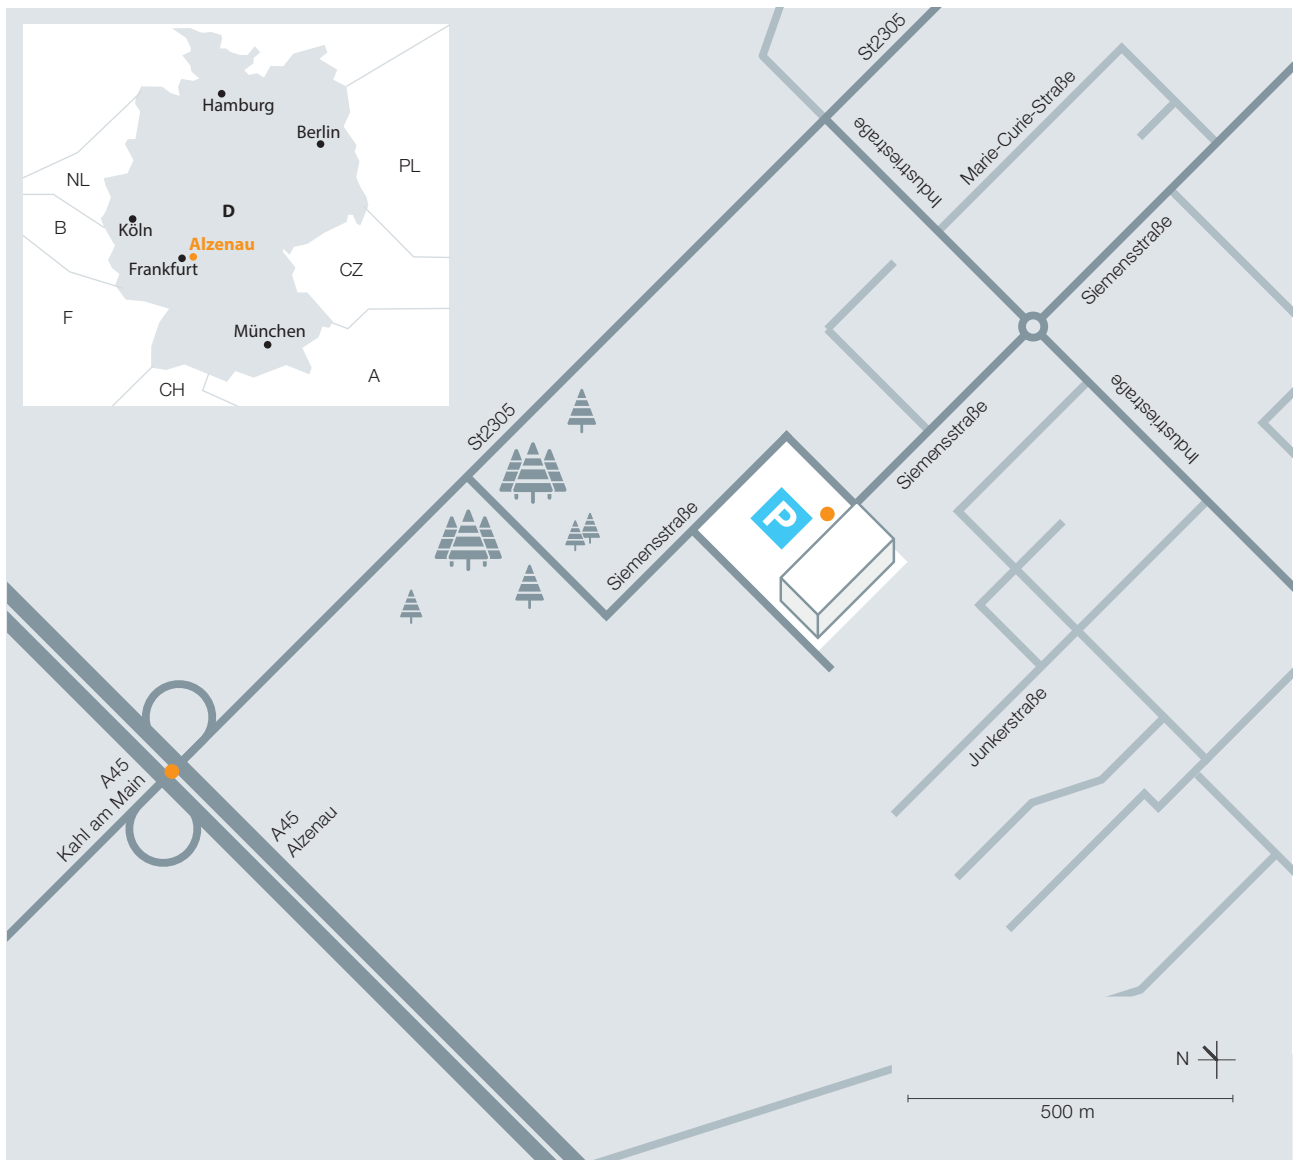 Hamburg
Berlin
NL
PL
B
D
Köln
Alzenau
Frankfurt
CZ
F
München
CH
A
St2305
Industriestraße
Marie-Curie-Straße
Siemensstraße
Industriestraße
Siemensstraße
St2305
Siemensstraße
P
Junkerstraße
A45
Kahl am Main
A45
Alzenau
N
500 m